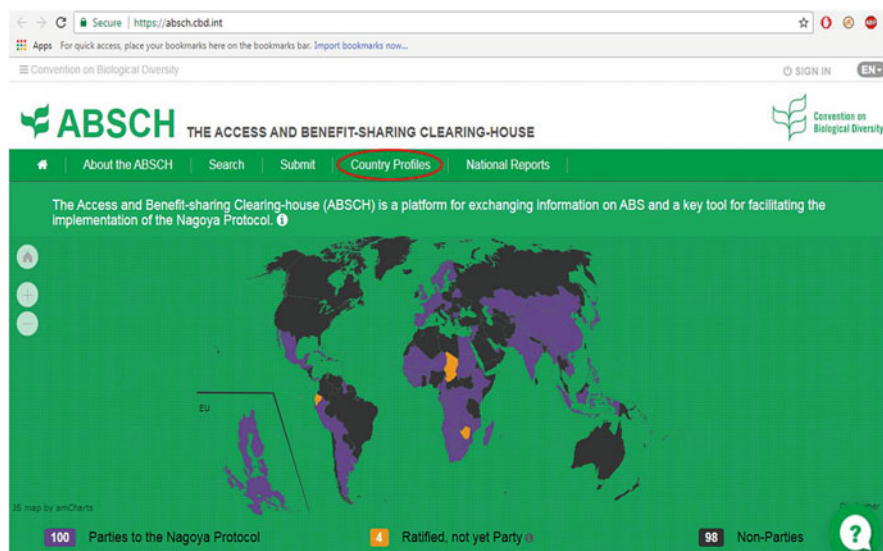 Secure | https://absch.cbd.int
Apps For quick access, place your bookmarks here on the bookmarks bar. Import bookmarks now...
Convention on Biological Diversity SIGN IN EN
ABSCH THE ACCESS AND BENEFIT-SHARING CLEARING-HOUSE
Convention on
Biological Diversity
About the ABSCH Search Submit Country Profiles National Reports
The Access and Benefit-sharing Clearing-house (ABSCH) is a platform for exchanging information on ABS and a key tool for facilitating the
implementation of the Nagoya Protocol.
EU
JS map by amCharts
100 Parties to the Nagoya Protocol 4 Ratified, not yet Party 98 Non-Parties ?